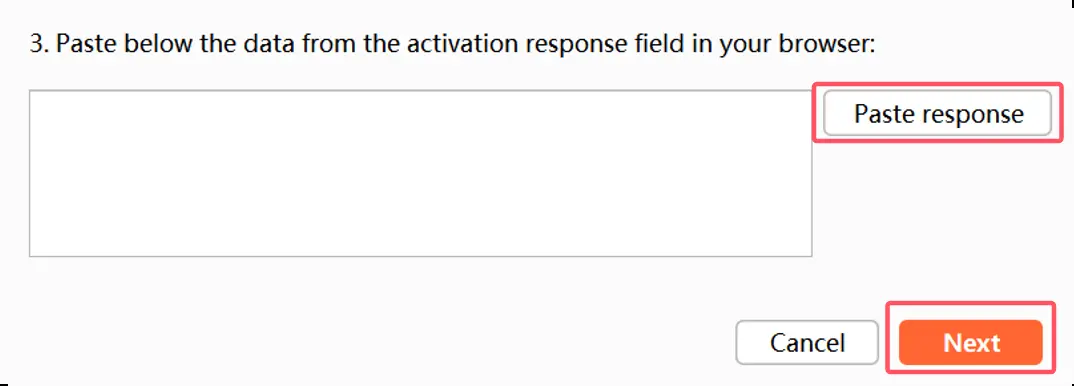 3. Paste below the data from the activation response field in your browser:
Paste response
Cancel
Next